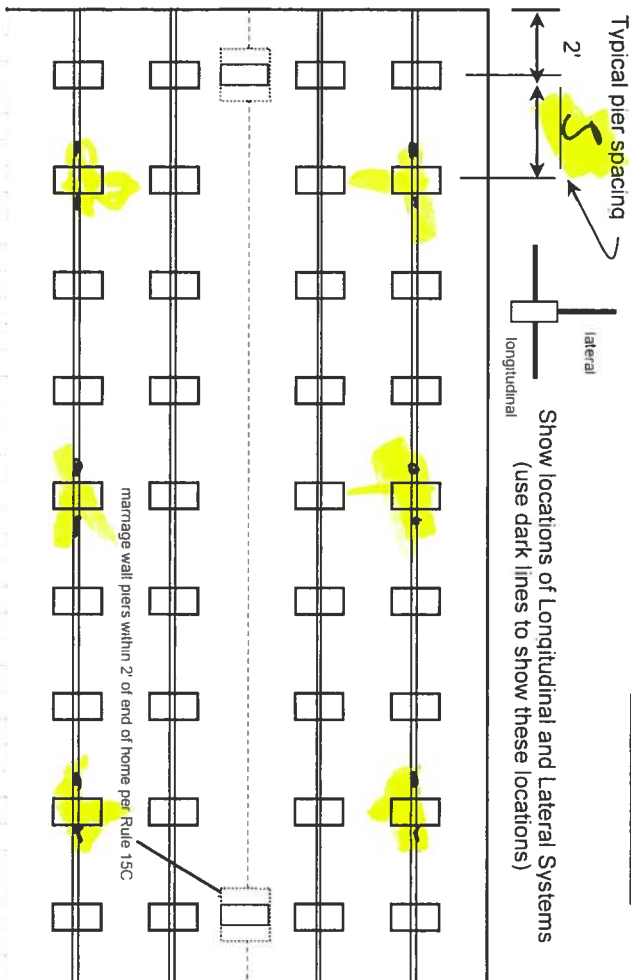 Typical pier spacing
5
2'
lateral
longitudinal
Show locations of Longitudinal and Lateral Systems
(use dark lines to show these locations)
marriage wall piers within 2' of end of home per Rule 15C